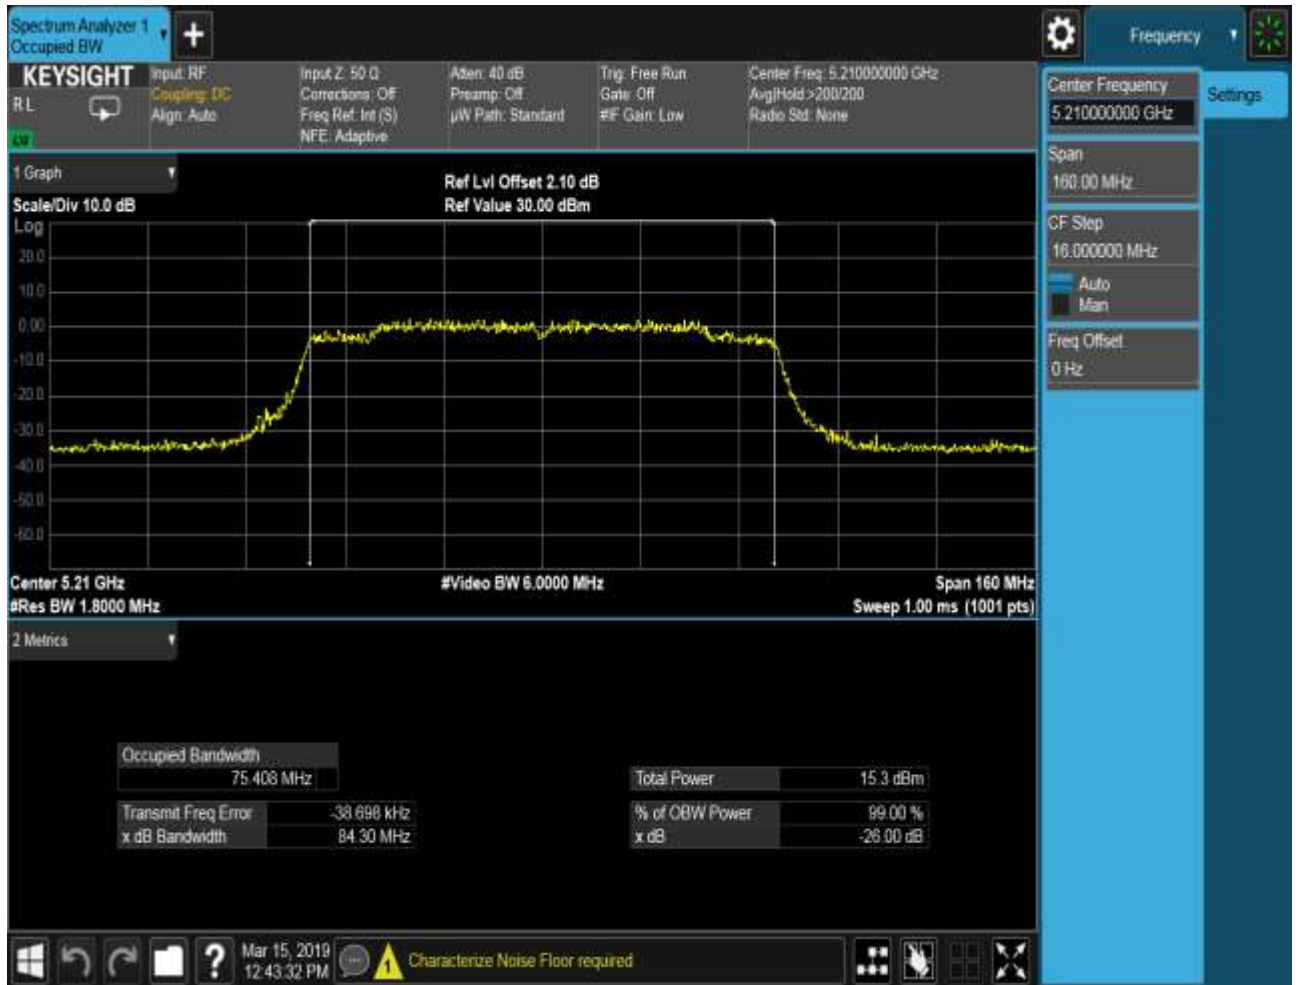 Spectrum Analyzer 1
Occupied BW
Frequency
KEYSIGHT
R L
Input: RF
Coupling: DC
Align: Auto
Input Z: 50 Ω
Corrections: Off
Freq Ref: Int (S)
NFE: Adaptive
Atten: 40 dB
Preamp: Off
µW Path: Standard
Trig: Free Run
Gate: Off
#IF Gain: Low
Center Freq: 5.210000000 GHz
Avg|Hold:>200/200
Radio Std: None
Center Frequency
5.210000000 GHz
Settings
Span
160.00 MHz
CF Step
16.000000 MHz
Auto
Man
Freq Offset
0 Hz
1 Graph
Scale/Div 10.0 dB
Ref Lvl Offset 2.10 dB
Ref Value 30.00 dBm
Log
20.0
10.0
0.00
-10.0
-20.0
-30.0
-40.0
-50.0
-60.0
Center 5.21 GHz
#Res BW 1.8000 MHz
#Video BW 6.0000 MHz
Span 160 MHz
Sweep 1.00 ms (1001 pts)
2 Metrics
Occupied Bandwidth
75.408 MHz
Total Power 15.3 dBm
Transmit Freq Error -38.698 kHz
% of OBW Power 99.00 %
x dB Bandwidth 84.30 MHz
x dB -26.00 dB
?
Mar 15, 2019
12:43:32 PM
1
Characterize Noise Floor required